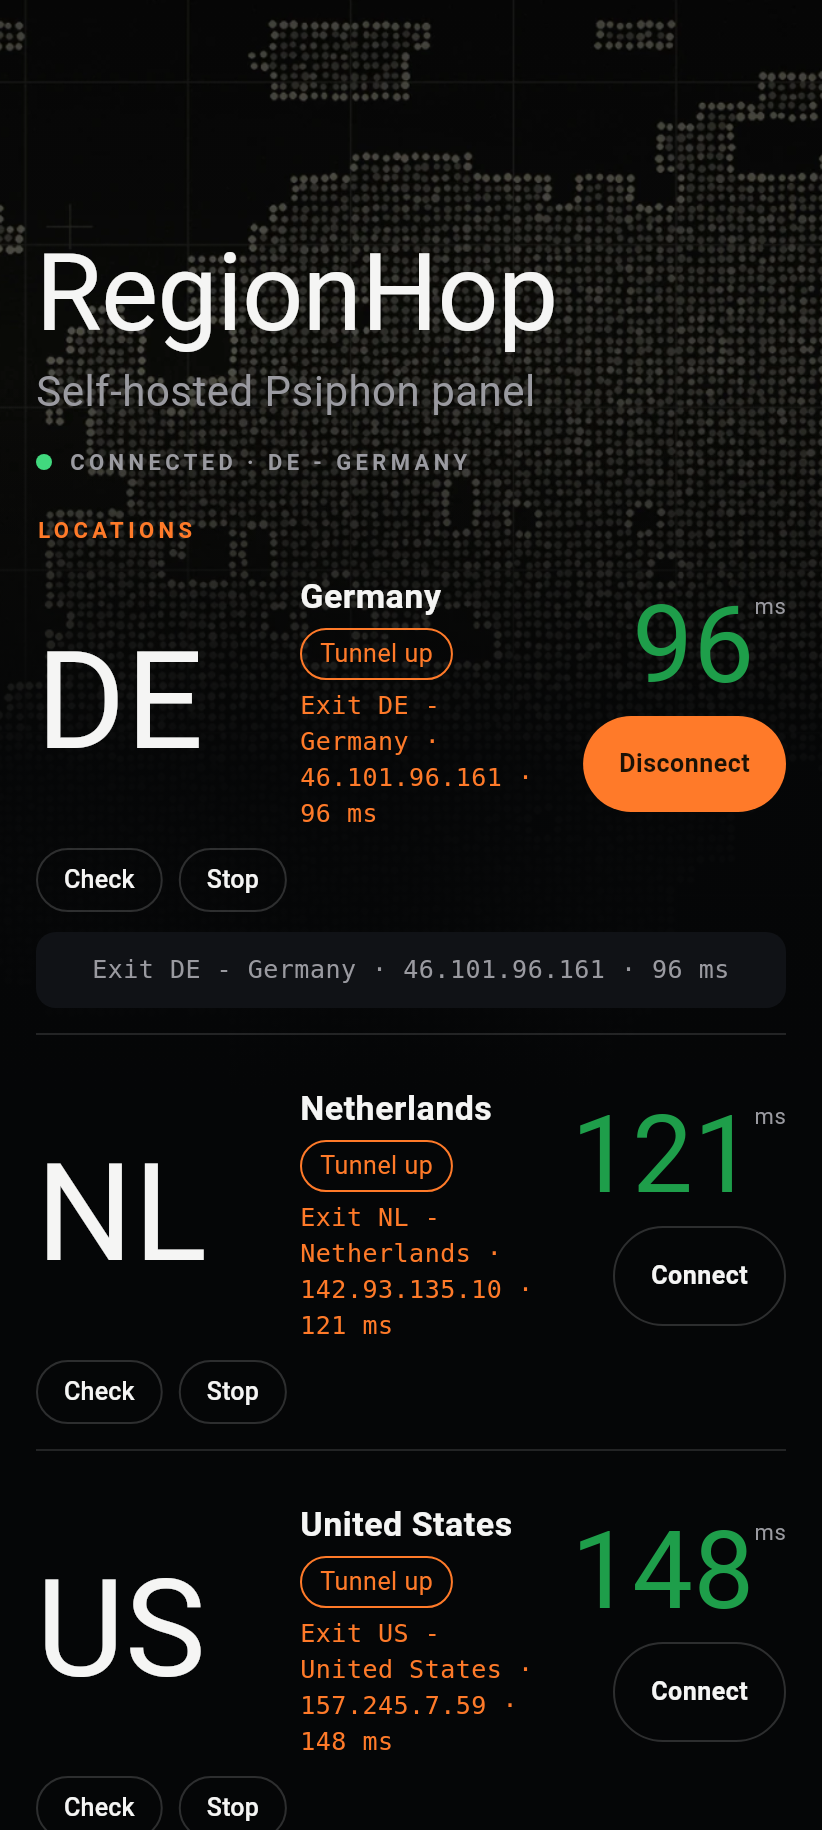 RegionHop
Self-hosted Psiphon panel
CONNECTED · DE - GERMANY
LOCATIONS
DE
Germany
Tunnel up
Exit DE -
Germany ·
46.101.96.161 ·
96 ms
96 ms
Disconnect
Check
Stop
Exit DE - Germany · 46.101.96.161 · 96 ms
NL
Netherlands
Tunnel up
Exit NL -
Netherlands ·
142.93.135.10 ·
121 ms
121 ms
Connect
Check
Stop
US
United States
Tunnel up
Exit US -
United States ·
157.245.7.59 ·
148 ms
148 ms
Connect
Check
Stop